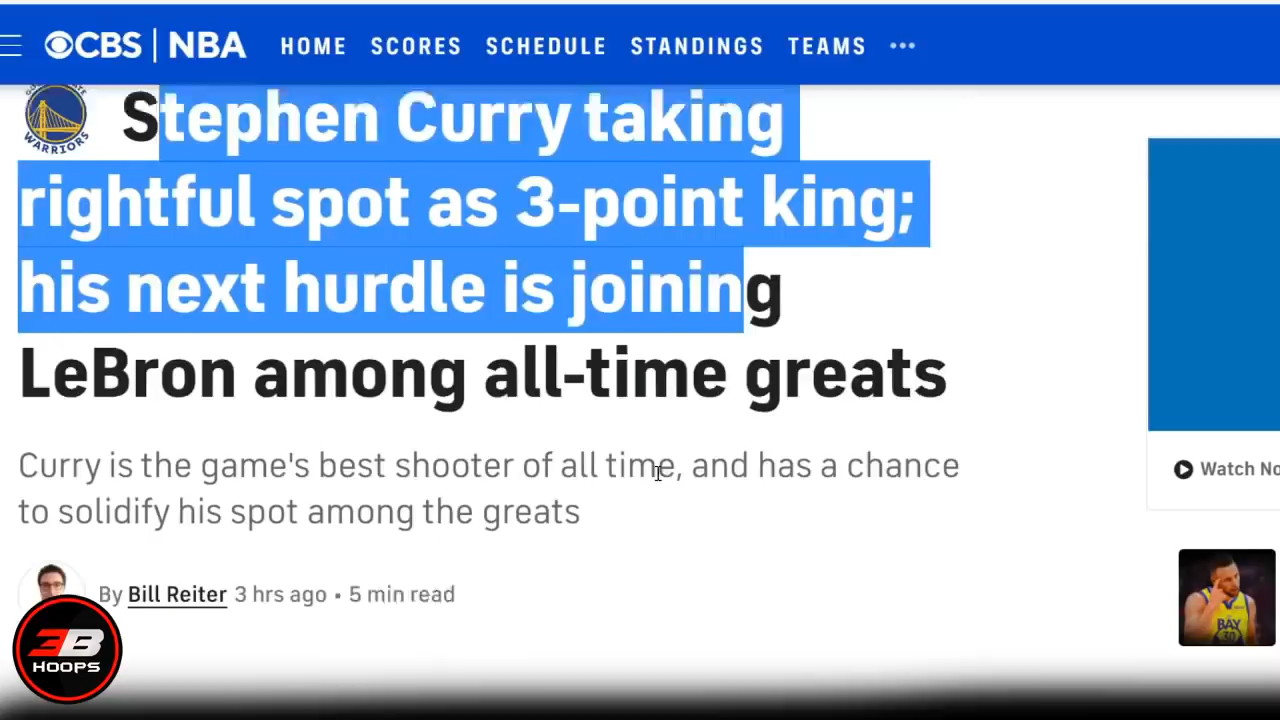 CBS | NBA HOME SCORES SCHEDULE STANDINGS TEAMS •••
WARRIORS
Stephen Curry taking
rightful spot as 3-point king;
his next hurdle is joining
LeBron among all-time greats
Curry is the game's best shooter of all time, and has a chance
to solidify his spot among the greats
Watch No
By Bill Reiter 3 hrs ago • 5 min read
BAY
30
3B
HOOPS